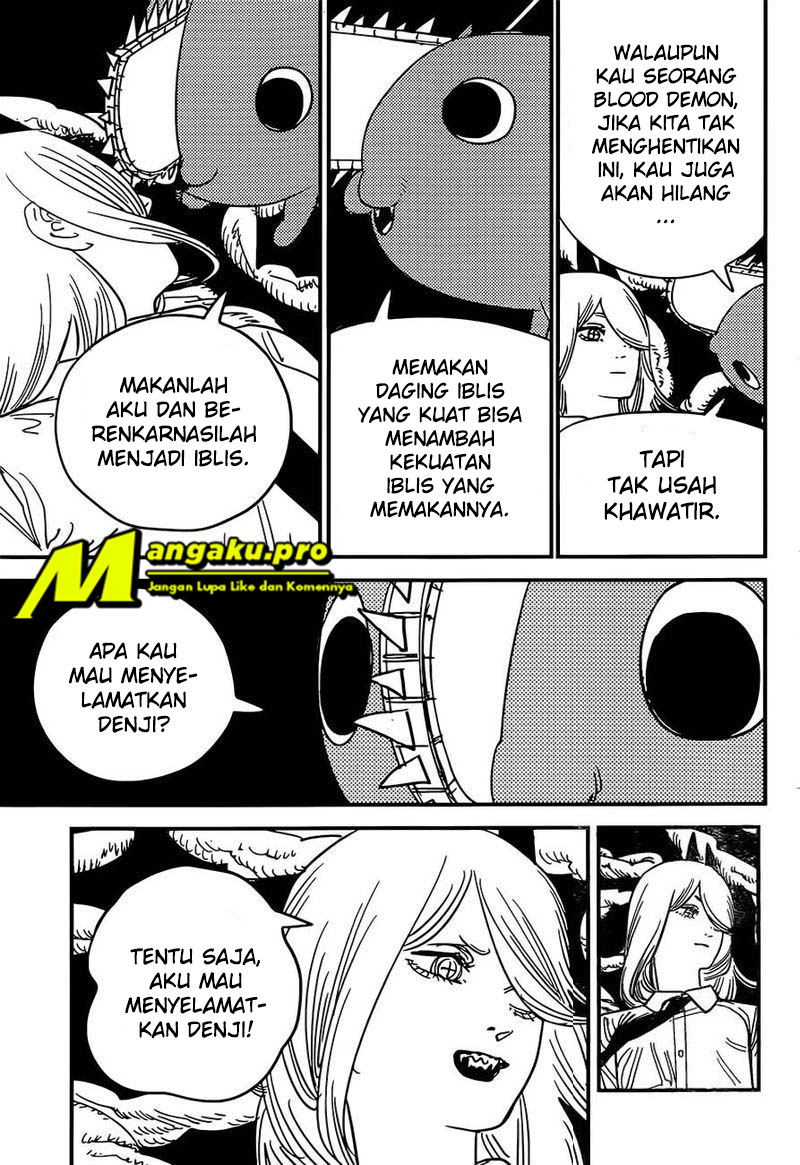 WALAUPUN
KAU SEORANG
BLOOD DEMON,
JIKA KITA TAK
MENGHENTIKAN
INI, KAU JUGA
AKAN HILANG
...
TAPI
TAK USAH
KHAWATIR.
MEMAKAN
DAGING IBLIS
YANG KUAT BISA
MENAMBAH
KEKUATAN
IBLIS YANG
MEMAKANNYA.
MAKANLAH
AKU DAN BE-
RENKARNASILAH
MENJADI IBLIS.
Mangaku.pro
Jangan Lupa Like dan Komennya
APA KAU
MAU MENYE-
LAMATKAN
DENJI?
TENTU SAJA,
AKU MAU
MENYELAMAT-
KAN DENJI!